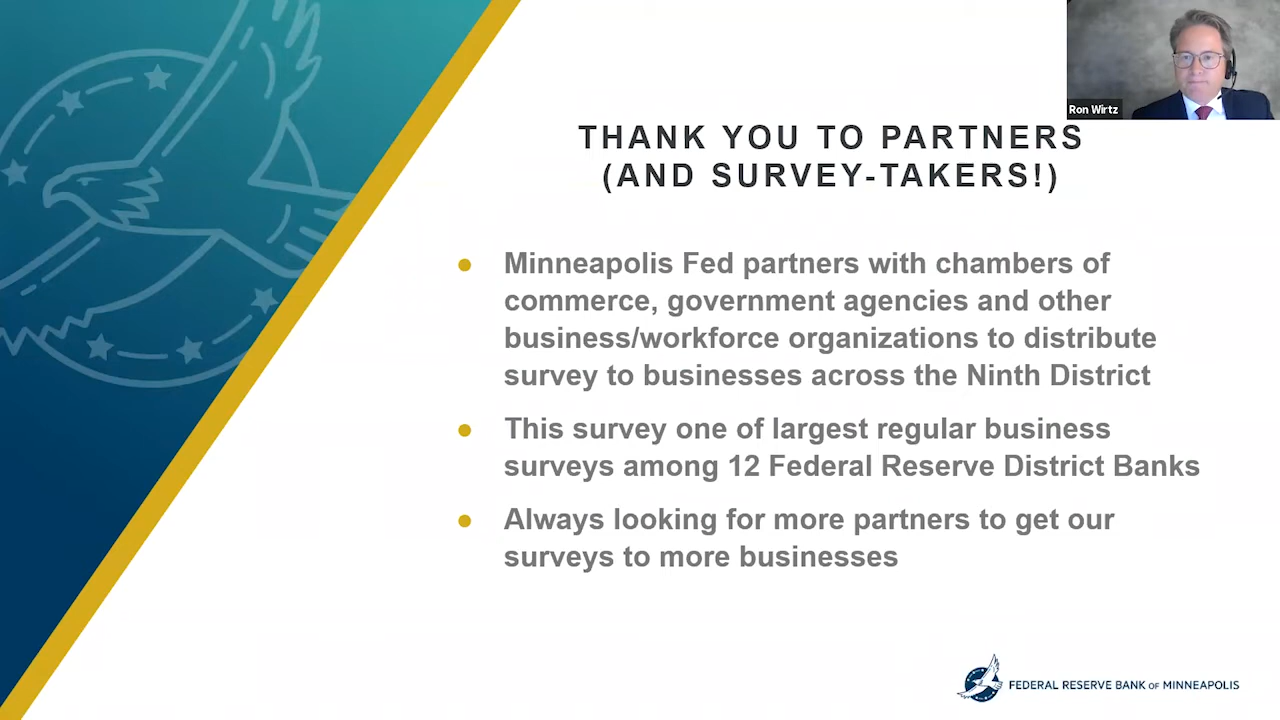 Ron Wirtz
THANK YOU TO PARTNERS
(AND SURVEY-TAKERS!)
● Minneapolis Fed partners with chambers of
commerce, government agencies and other
business/workforce organizations to distribute
survey to businesses across the Ninth District
● This survey one of largest regular business
surveys among 12 Federal Reserve District Banks
● Always looking for more partners to get our
surveys to more businesses
FEDERAL RESERVE BANK OF MINNEAPOLIS